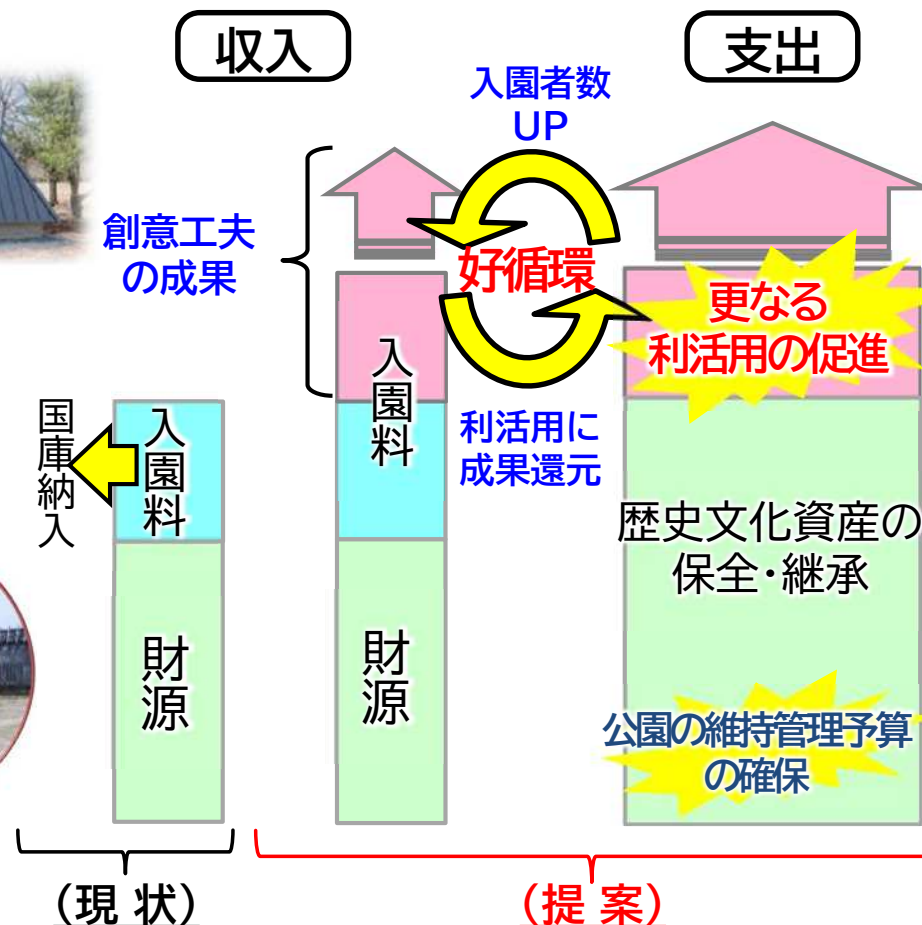 収入
支出
入園者数
UP
創意工夫
の成果
好循環
更なる
利活用の促進
利活用に
成果還元
国庫納入
入園料
財源
入園料
財源
歴史文化資産の
保全・継承
公園の維持管理予算
の確保
（現 状）
（提 案）